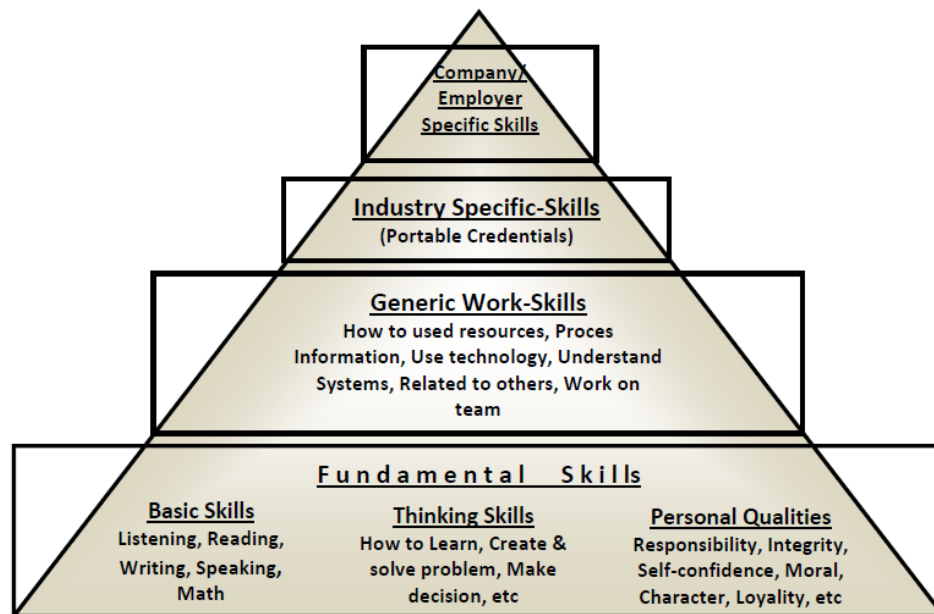 Company/
Employer
Specific Skills
Industry Specific-Skills
(Portable Credentials)
Generic Work-Skills
How to used resources, Proces
Information, Use technology, Understand
Systems, Related to others, Work on
team
Fundamental Skills
Basic Skills
Listening, Reading,
Writing, Speaking,
Math
Thinking Skills
How to Learn, Create &
solve problem, Make
decision, etc
Personal Qualities
Responsibility, Integrity,
Self-confidence, Moral,
Character, Loyality, etc